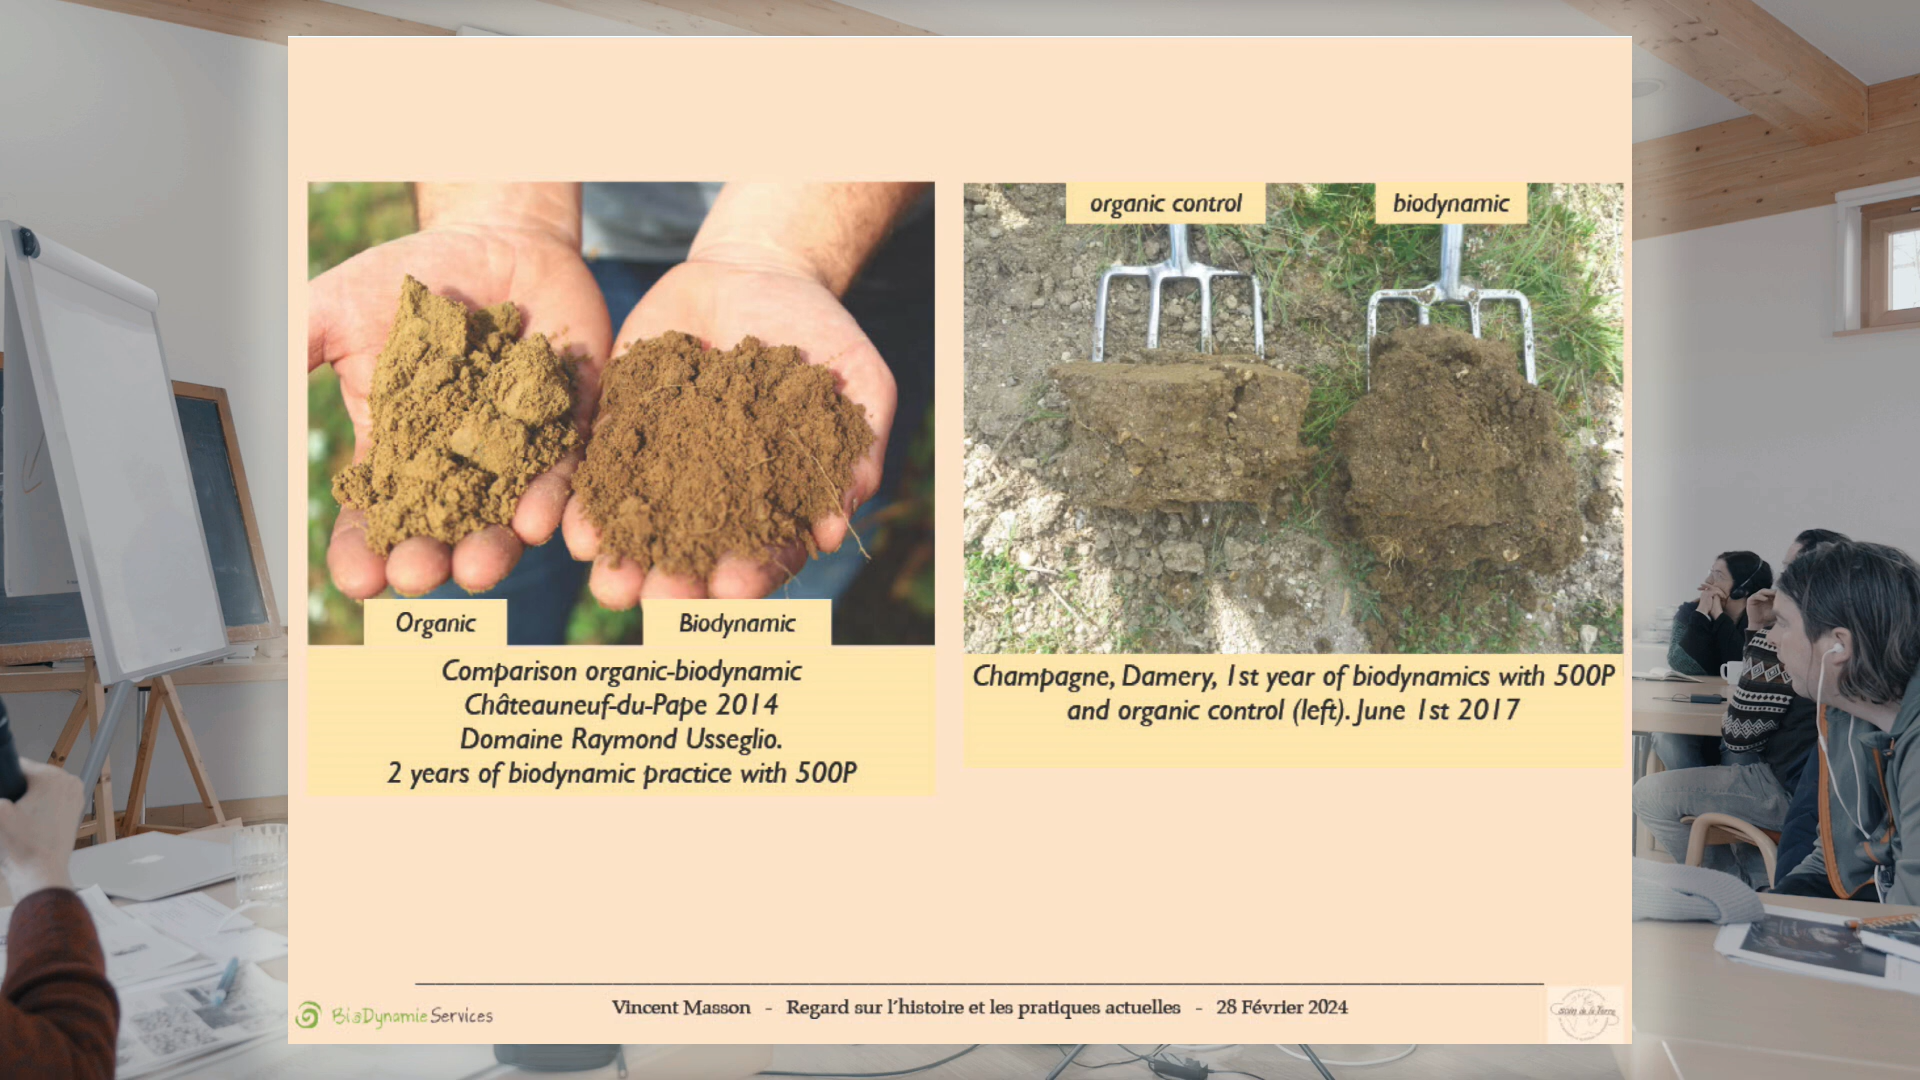 organic control
biodynamic
Organic
Biodynamic
Comparison organic-biodynamic
Châteauneuf-du-Pape 2014
Domaine Raymond Usseglio.
2 years of biodynamic practice with 500P
Champagne, Damery, 1st year of biodynamics with 500P
and organic control (left). June 1st 2017
BioDynamie Services
Vincent Masson - Regard sur l'histoire et les pratiques actuelles - 28 Février 2024